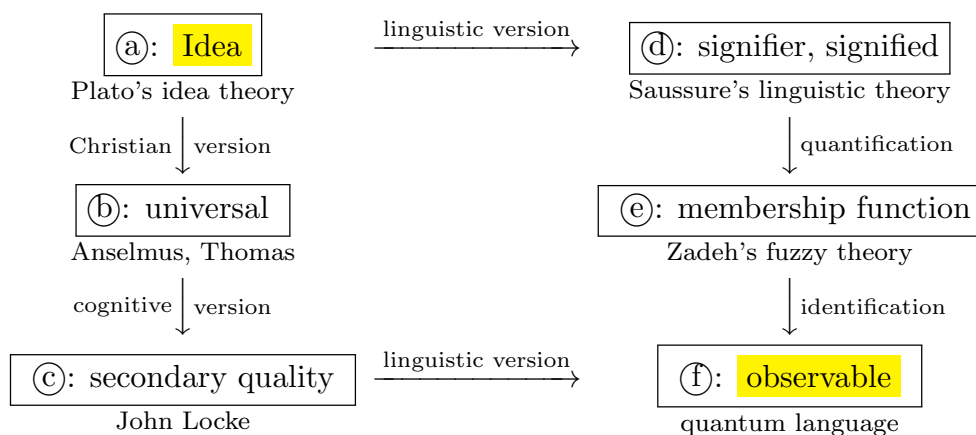 linguistic version
ⓐ: Idea
ⓓ: signifier, signified
Plato's idea theory
Saussure's linguistic theory
Christian version
quantification
ⓑ: universal
ⓔ: membership function
Anselmus, Thomas
Zadeh's fuzzy theory
cognitive version
identification
linguistic version
ⓒ: secondary quality
ⓕ: observable
John Locke
quantum language